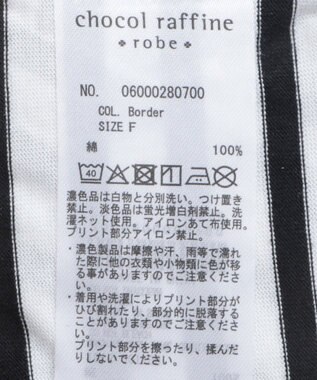 chocol raffine
robe
NO. 06000280700
COL. Border
SIZE F
綿 100%
40
濃色品は白物と分別洗い。つけ置き
禁止。淡色品は蛍光増白剤禁止。洗
濯ネット使用。アイロンあて布使用。
プリント部分アイロン禁止。
・濃色製品は摩擦や汗、雨等で濡れ
た際に他の衣類や小物類に色が移
る事がありますのでご注意くださ
い。
・着用や洗濯によりプリント部分が
ひび割れたり、部分的に脱落する
ことがありますのでご注意くださ
い。
プリント部分を擦ったり、揉んだ
りしないでください。